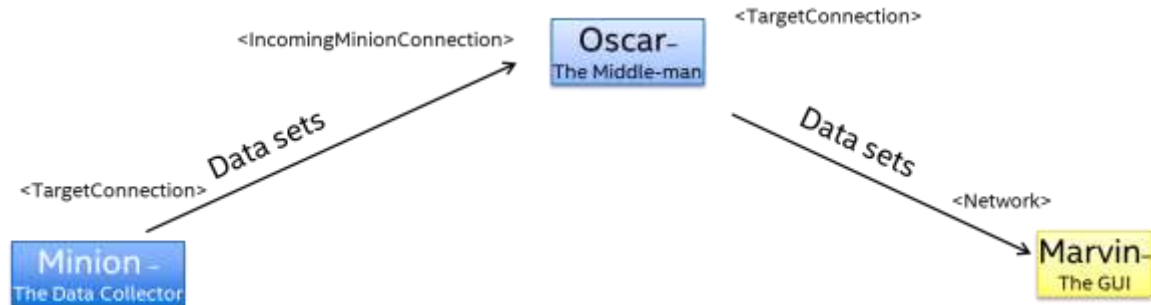 <TargetConnection>
<IncomingMinionConnection>
Oscar–
The Middle-man
Data sets
Data sets
<TargetConnection>
<Network>
Minion –
The Data Collector
Marvin–
The GUI